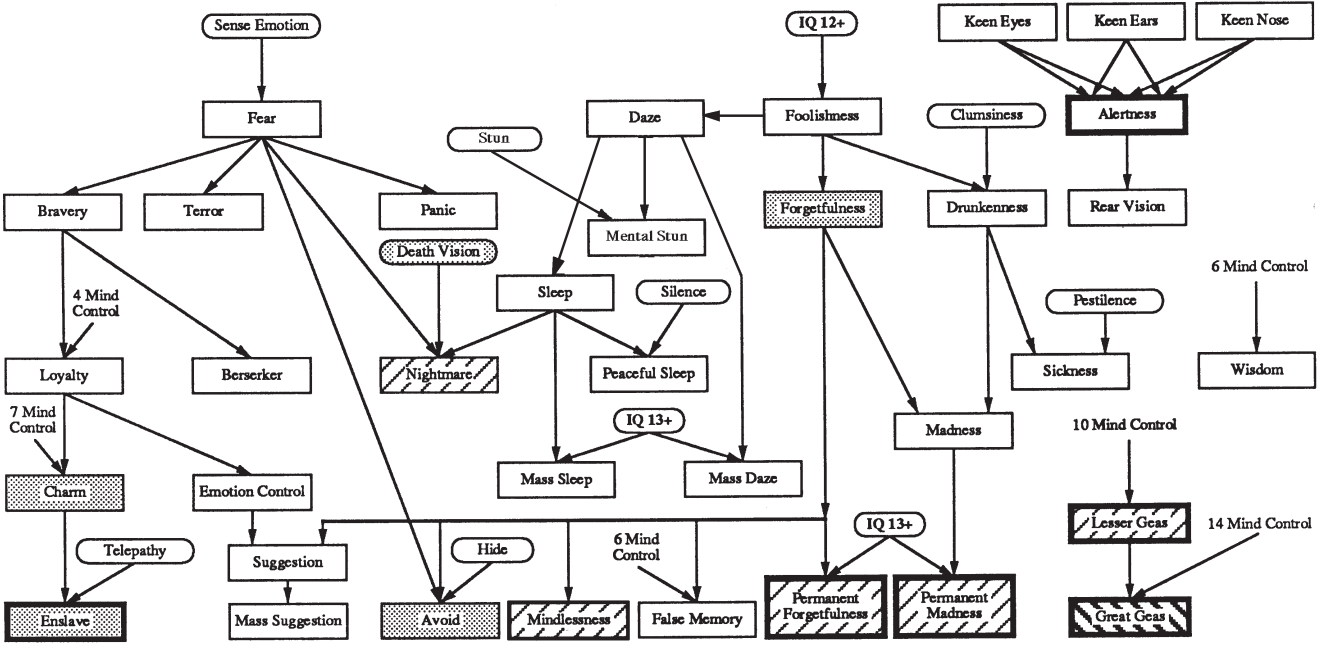 Sense Emotion
IQ 12+
Keen Eyes
Keen Ears
Keen Nose
Fear
Daze
Foolishness
Clumsiness
Alertness
Stun
Bravery
Terror
Panic
Forgetfulness
Drunkenness
Rear Vision
Mental Stun
Death Vision
6 Mind Control
4 Mind
Control
Sleep
Silence
Pestilence
Loyalty
Berserker
Nightmare
Peaceful Sleep
Sickness
Wisdom
7 Mind
Control
IQ 13+
Madness
10 Mind Control
Charm
Emotion Control
Mass Sleep
Mass Daze
Lesser Geas
14 Mind Control
IQ 13+
Telepathy
Suggestion
Hide
6 Mind
Control
Enslave
Mass Suggestion
Avoid
Mindlessness
False Memory
Permanent
Forgetfulness
Permanent
Madness
Great Geas